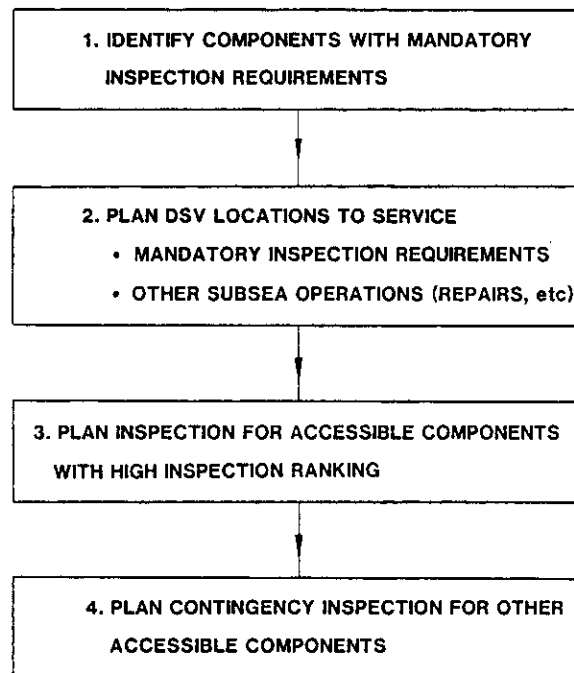 1. IDENTIFY COMPONENTS WITH MANDATORY
INSPECTION REQUIREMENTS
2. PLAN DSV LOCATIONS TO SERVICE
• MANDATORY INSPECTION REQUIREMENTS
• OTHER SUBSEA OPERATIONS (REPAIRS, etc)
3. PLAN INSPECTION FOR ACCESSIBLE COMPONENTS
WITH HIGH INSPECTION RANKING
4. PLAN CONTINGENCY INSPECTION FOR OTHER
ACCESSIBLE COMPONENTS